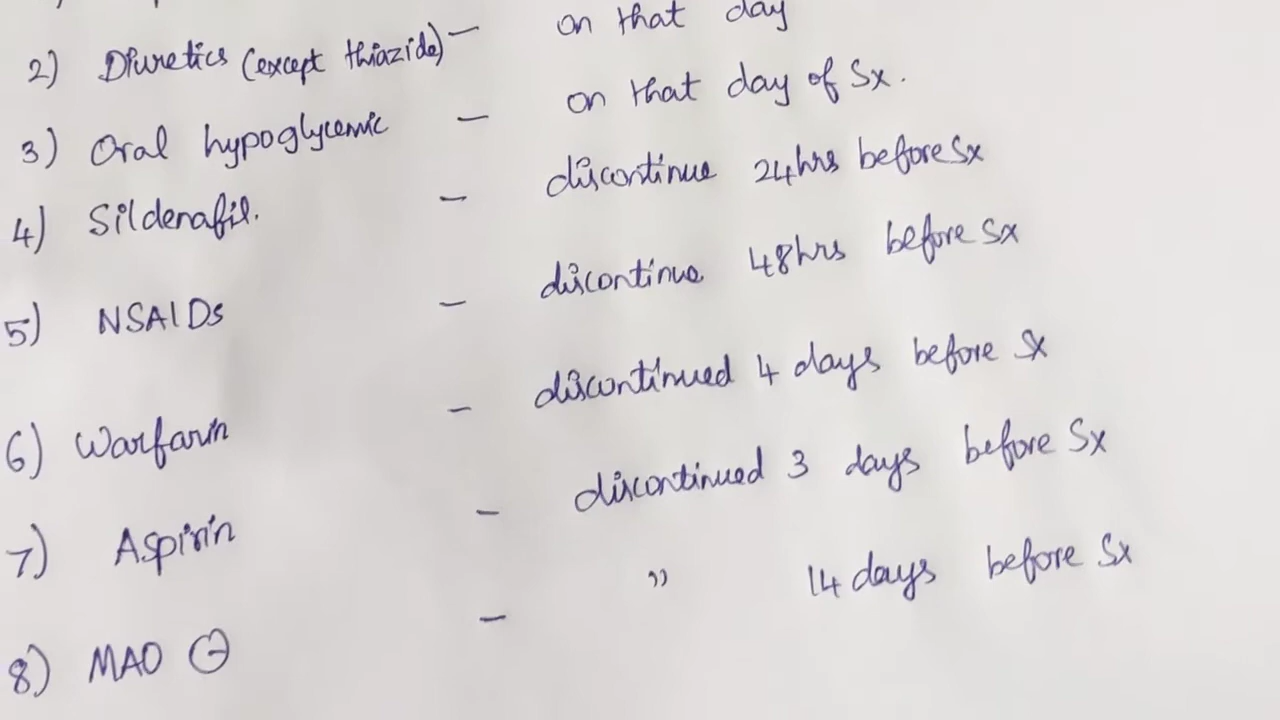 2) Diuretics (except thiazide) — on that day
3) Oral hypoglycemic — on that day of Sx.
4) Sildenafil. — discontinue 24hrs before Sx
5) NSAIDs — discontinue 48hrs before Sx
6) Warfarin — discontinued 4 days before Sx
7) Aspirin — discontinued 3 days before Sx
8) MAO ⊖ — " 14 days before Sx